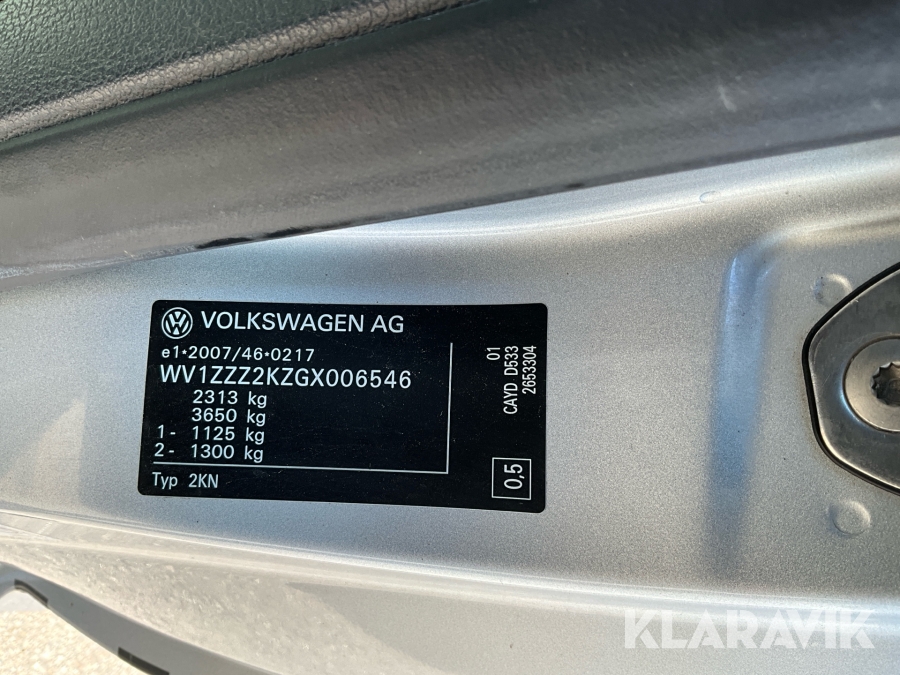 VOLKSWAGEN AG
e1*2007/46*0217
WV1ZZZ2KZGX006546
2313 kg
3650 kg
1- 1125 kg
2- 1300 kg
Typ 2KN
01
CAYD D533
2653304
0,5
KLARAVIK